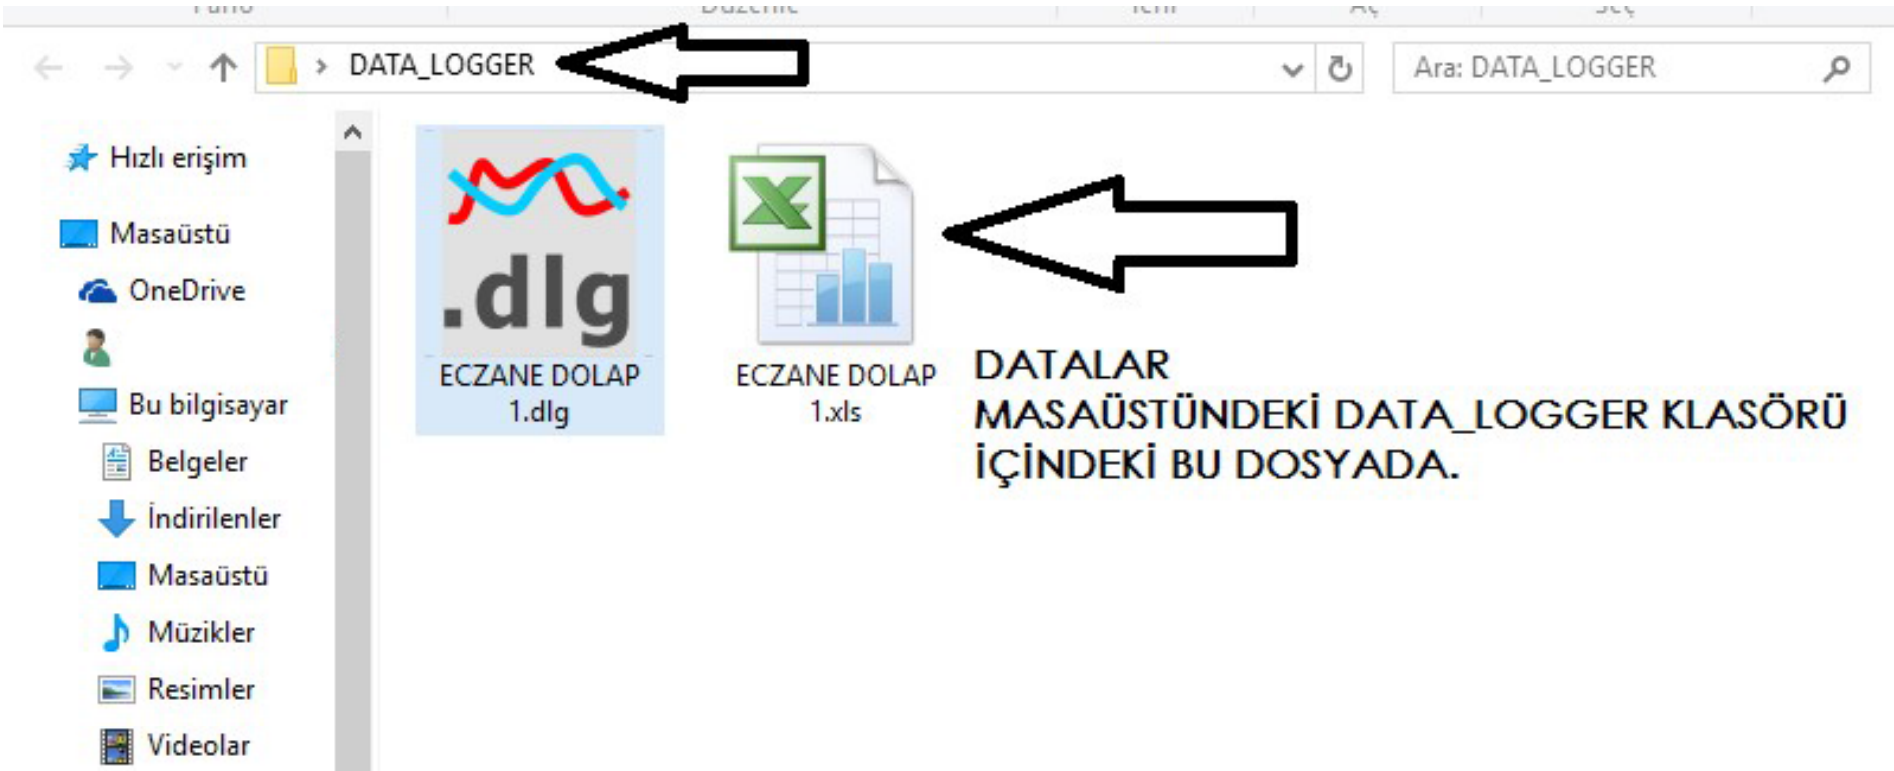 DATA_LOGGER
Ara: DATA_LOGGER
Hızlı erişim
Masaüstü
OneDrive
Bu bilgisayar
Belgeler
İndirilenler
Masaüstü
Müzikler
Resimler
Videolar
.dlg
ECZANE DOLAP
1.dlg
ECZANE DOLAP
1.xls
DATALAR
MASAÜSTÜNDEKİ DATA_LOGGER KLASÖRÜ
İÇİNDEKİ BU DOSYADA.